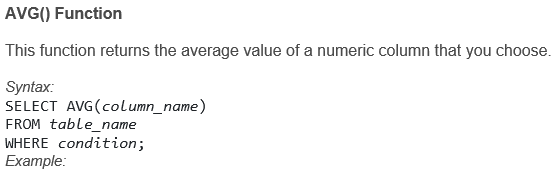 AVG() Function
This function returns the average value of a numeric column that you choose.
Syntax:
SELECT AVG(column_name)
FROM table_name
WHERE condition;
Example: